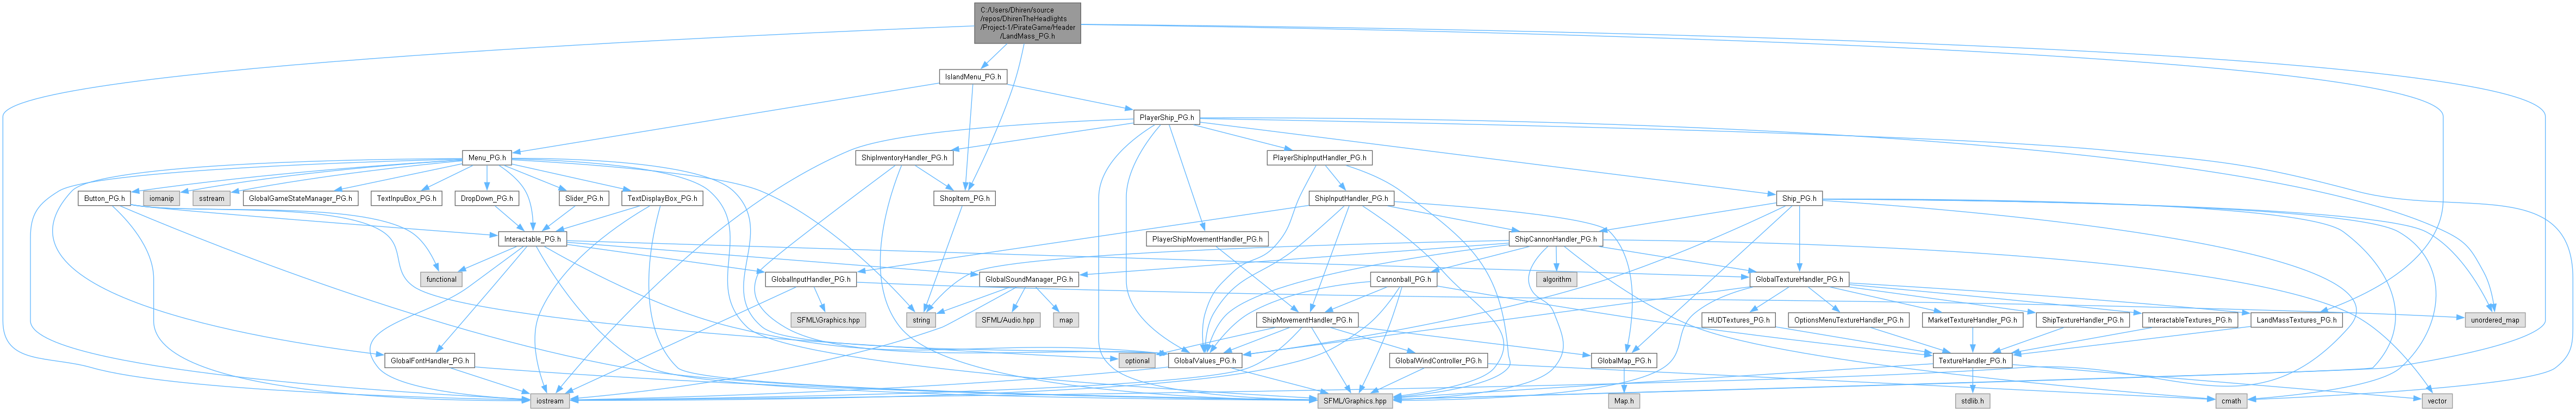 C:/Users/Dhiren/source
/repos/DhirenTheHeadlights
/Project-1/PirateGame/Header
/LandMass_PG.h
IslandMenu_PG.h
PlayerShip_PG.h
Menu_PG.h
ShipInventoryHandler_PG.h
PlayerShipInputHandler_PG.h
Button_PG.h
iomanip
sstream
GlobalGameStateManager_PG.h
TextInpuBox_PG.h
DropDown_PG.h
Slider_PG.h
TextDisplayBox_PG.h
ShopItem_PG.h
ShipInputHandler_PG.h
Ship_PG.h
Interactable_PG.h
PlayerShipMovementHandler_PG.h
ShipCannonHandler_PG.h
functional
GlobalInputHandler_PG.h
GlobalSoundManager_PG.h
Cannonball_PG.h
algorithm
GlobalTextureHandler_PG.h
SFML\Graphics.hpp
string
SFML/Audio.hpp
map
ShipMovementHandler_PG.h
HUDTextures_PG.h
OptionsMenuTextureHandler_PG.h
MarketTextureHandler_PG.h
ShipTextureHandler_PG.h
InteractableTextures_PG.h
LandMassTextures_PG.h
unordered_map
GlobalFontHandler_PG.h
optional
GlobalValues_PG.h
GlobalWindController_PG.h
GlobalMap_PG.h
TextureHandler_PG.h
iostream
SFML/Graphics.hpp
Map.h
stdlib.h
cmath
vector